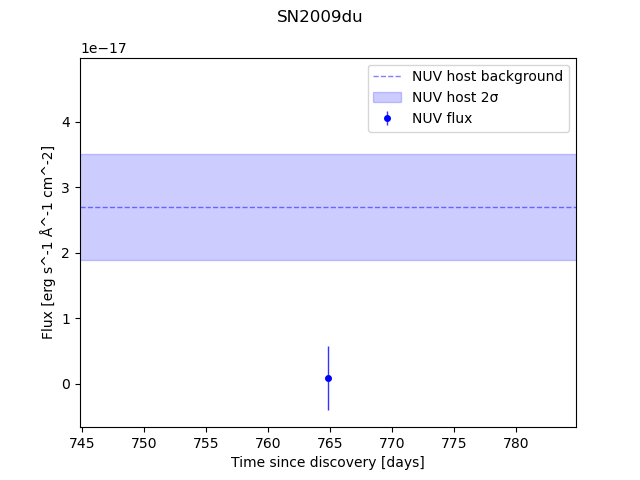 SN2009du
1e−17
NUV host background
NUV host 2σ
NUV flux
4
3
2
1
0
Flux [erg s^-1 Å^-1 cm^-2]
745 750 755 760 765 770 775 780
Time since discovery [days]